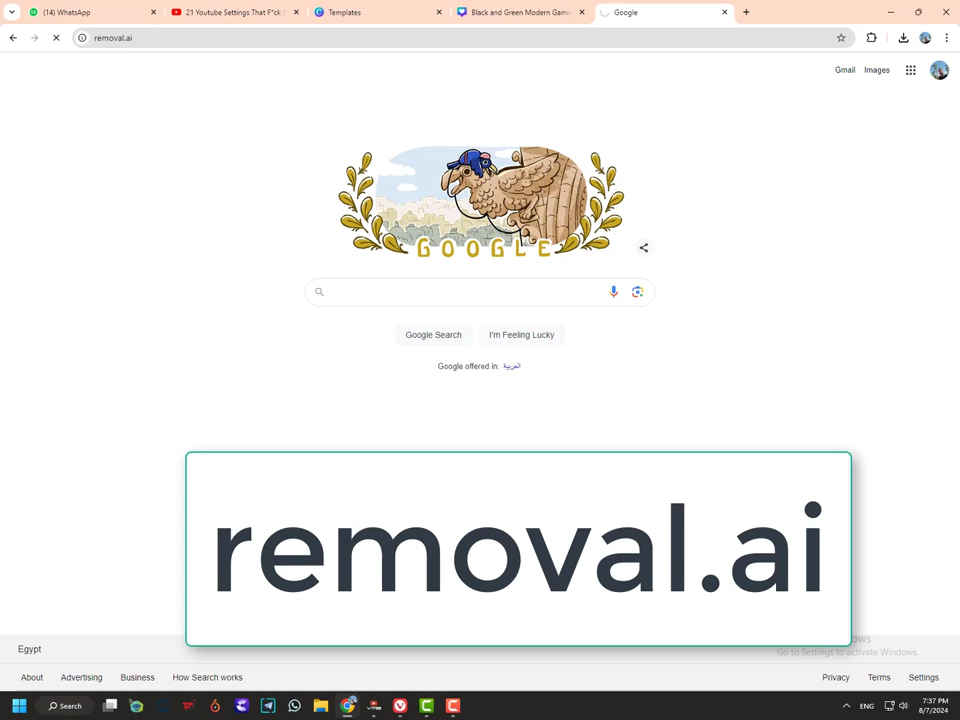 (14) WhatsApp
21 Youtube Settings That F*ck
Templates
Black and Green Modern Gami
Google
removal.ai
Gmail Images
GOOGLE
Google Search I'm Feeling Lucky
Google offered in: العربية
removal.ai
Go to Settings to activate Windows.
Egypt
About Advertising Business How Search works
Privacy Terms Settings
Search
ENG
7:37 PM
8/7/2024